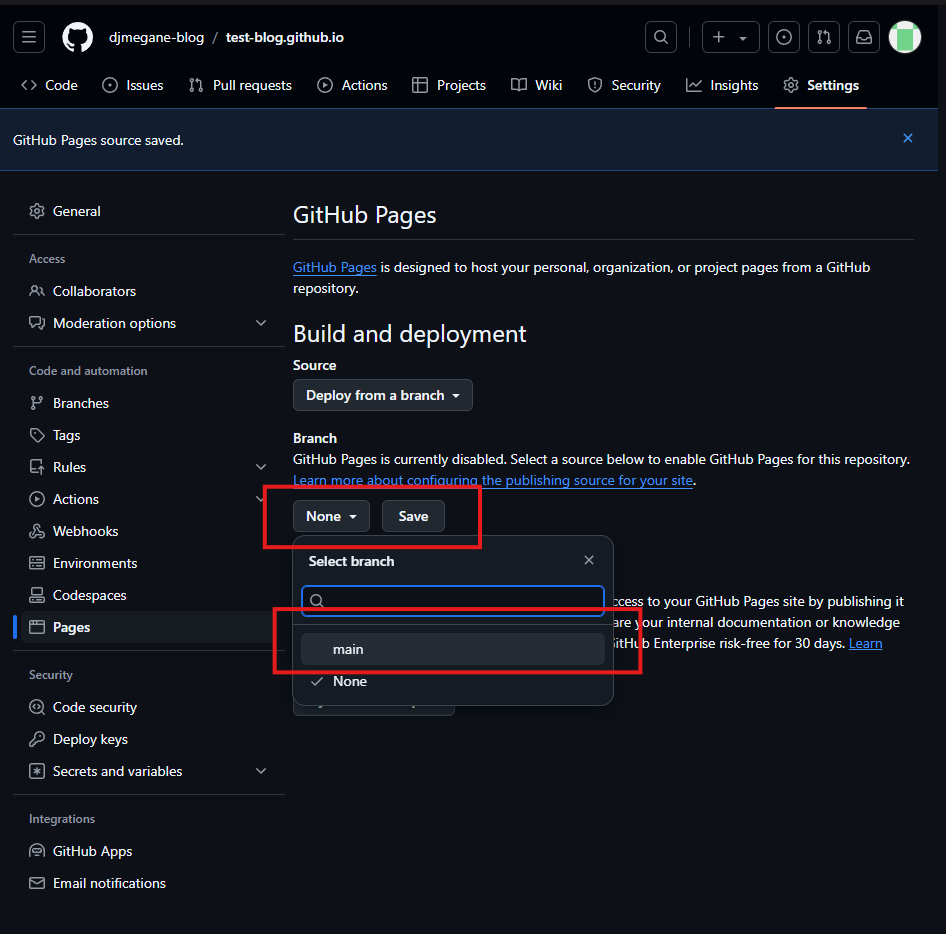 djmegane-blog / test-blog.github.io
Code Issues Pull requests Actions Projects Wiki Security Insights Settings
GitHub Pages source saved.
General
Access
Collaborators
Moderation options
Code and automation
Branches
Tags
Rules
Actions
Webhooks
Environments
Codespaces
Pages
Security
Code security
Deploy keys
Secrets and variables
Integrations
GitHub Apps
Email notifications
GitHub Pages
GitHub Pages is designed to host your personal, organization, or project pages from a GitHub
repository.
Build and deployment
Source
Deploy from a branch
Branch
GitHub Pages is currently disabled. Select a source below to enable GitHub Pages for this repository.
Learn more about configuring the publishing source for your site.
None Save
Select branch
main
None
to your GitHub Pages site by publishing it
your internal documentation or knowledge
Enterprise risk-free for 30 days. Learn